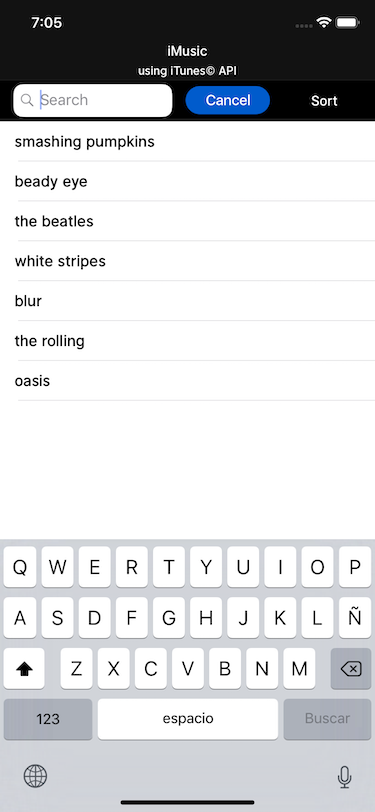 7:05
iMusic
using iTunes© API
Search
Cancel
Sort
smashing pumpkins
beady eye
the beatles
white stripes
blur
the rolling
oasis
Q W E R T Y U I O P
A S D F G H J K L Ñ
Z X C V B N M
123
espacio
Buscar